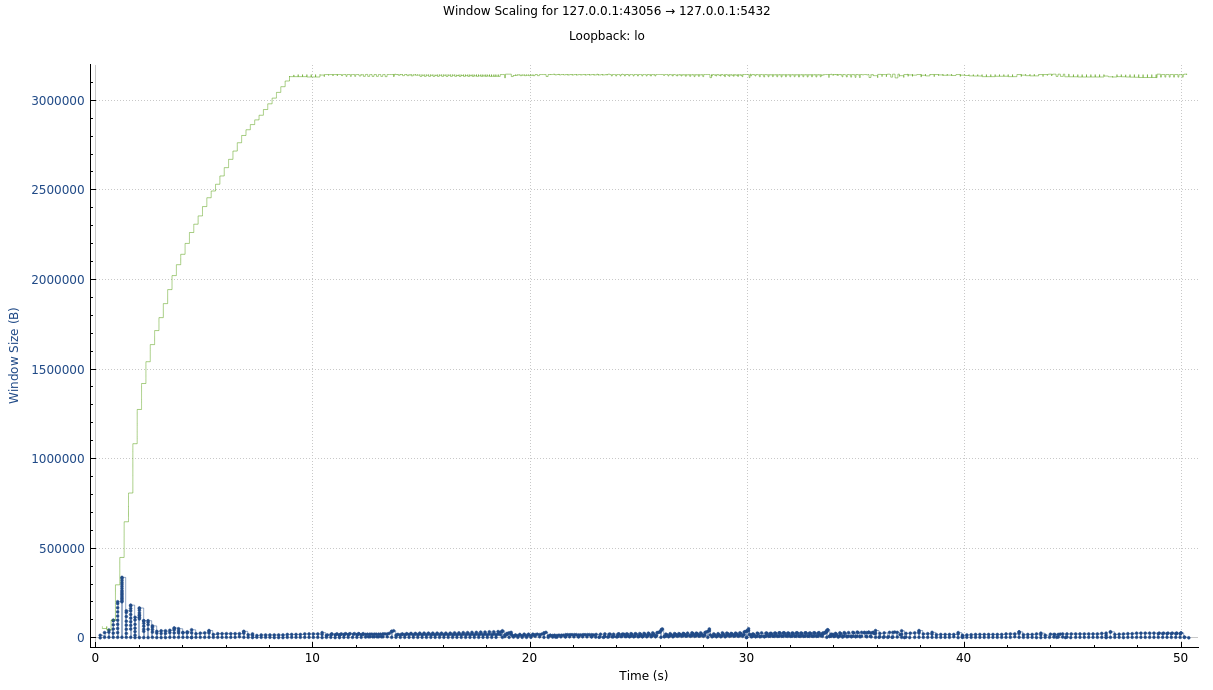 Window Scaling for 127.0.0.1:43056 → 127.0.0.1:5432
Loopback: lo
3000000
2500000
2000000
1500000
1000000
500000
0
Window Size (B)
0 10 20 30 40 50
Time (s)